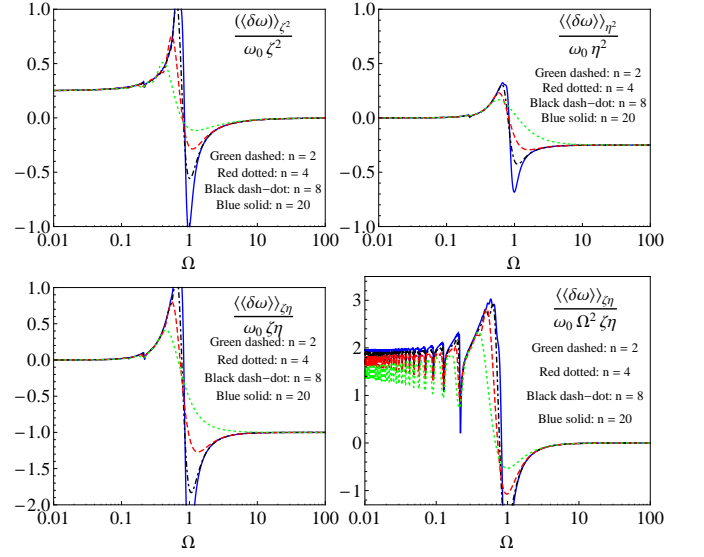 1.0
0.5
0.0
−0.5
−1.0
0.01 0.1 1 10 100
Ω
(⟨⟨δω⟩⟩ζ²
ω₀ ζ²
Green dashed: n = 2
Red dotted: n = 4
Black dash−dot: n = 8
Blue solid: n = 20
1.0
0.5
0.0
−0.5
−1.0
0.01 0.1 1 10 100
Ω
⟨⟨δω⟩⟩η²
ω₀ η²
Green dashed: n = 2
Red dotted: n = 4
Black dash−dot: n = 8
Blue solid: n = 20
1.0
0.5
0.0
−0.5
−1.0
−1.5
−2.0
0.01 0.1 1 10 100
Ω
⟨⟨δω⟩⟩ζη
ω₀ ζη
Green dashed: n = 2
Red dotted: n = 4
Black dash−dot: n = 8
Blue solid: n = 20
3
2
1
0
−1
0.01 0.1 1 10 100
Ω
⟨⟨δω⟩⟩ζη
ω₀ Ω² ζη
Green dashed: n = 2
Red dotted: n = 4
Black dash−dot: n = 8
Blue solid: n = 20